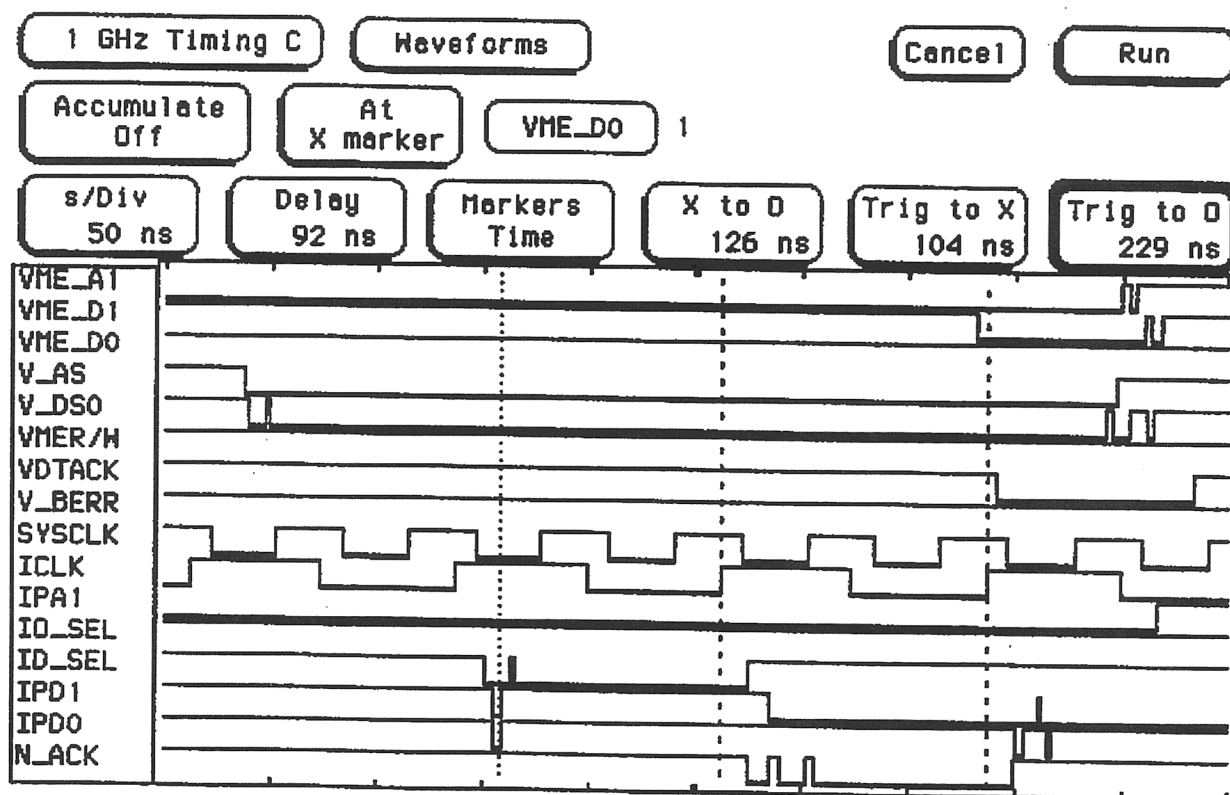 1 GHz Timing C Waveforms Cancel Run
Accumulate Off At X marker VME_DO 1
s/Div 50 ns Delay 92 ns Markers Time X to O 126 ns Trig to X 104 ns Trig to O 229 ns
VME_A1
VME_D1
VME_DO
V_AS
V_DSO
VMER/W
VDTACK
V_BERR
SYSCLK
ICLK
IPA1
IO_SEL
ID_SEL
IPD1
IPDO
N_ACK